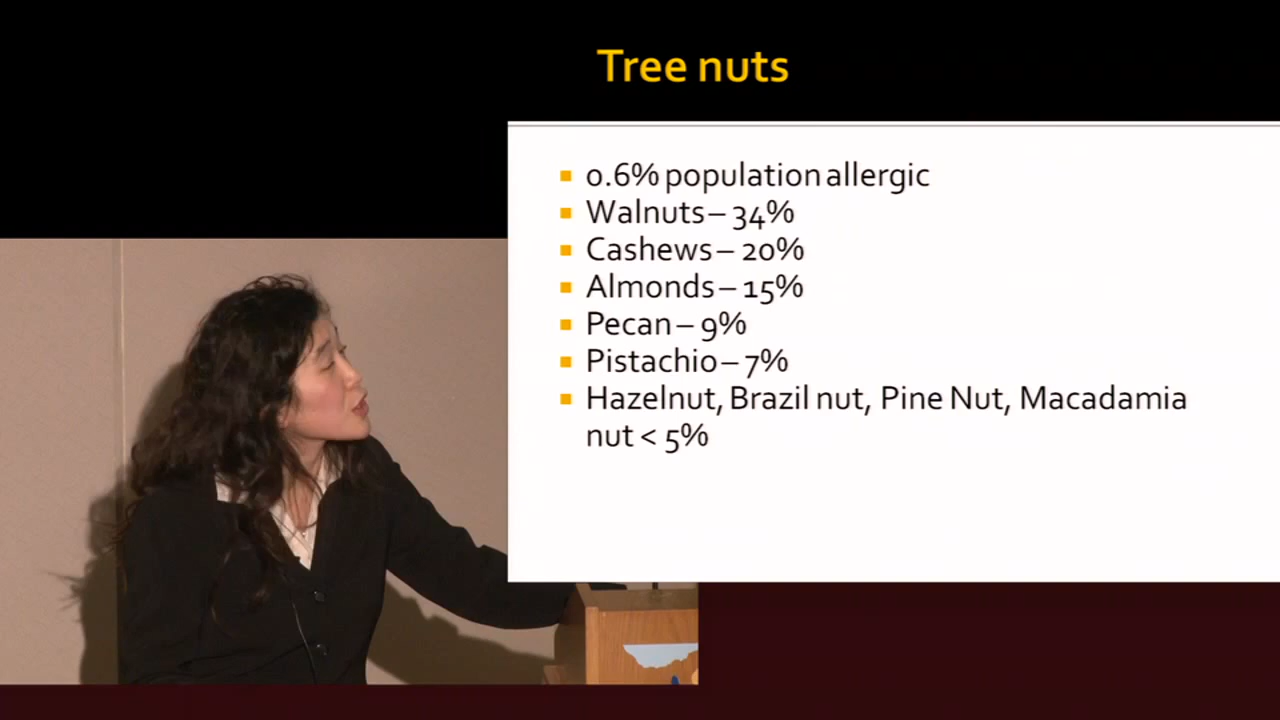 Tree nuts
0.6% population allergic
Walnuts – 34%
Cashews – 20%
Almonds – 15%
Pecan – 9%
Pistachio – 7%
Hazelnut, Brazil nut, Pine Nut, Macadamia
nut < 5%